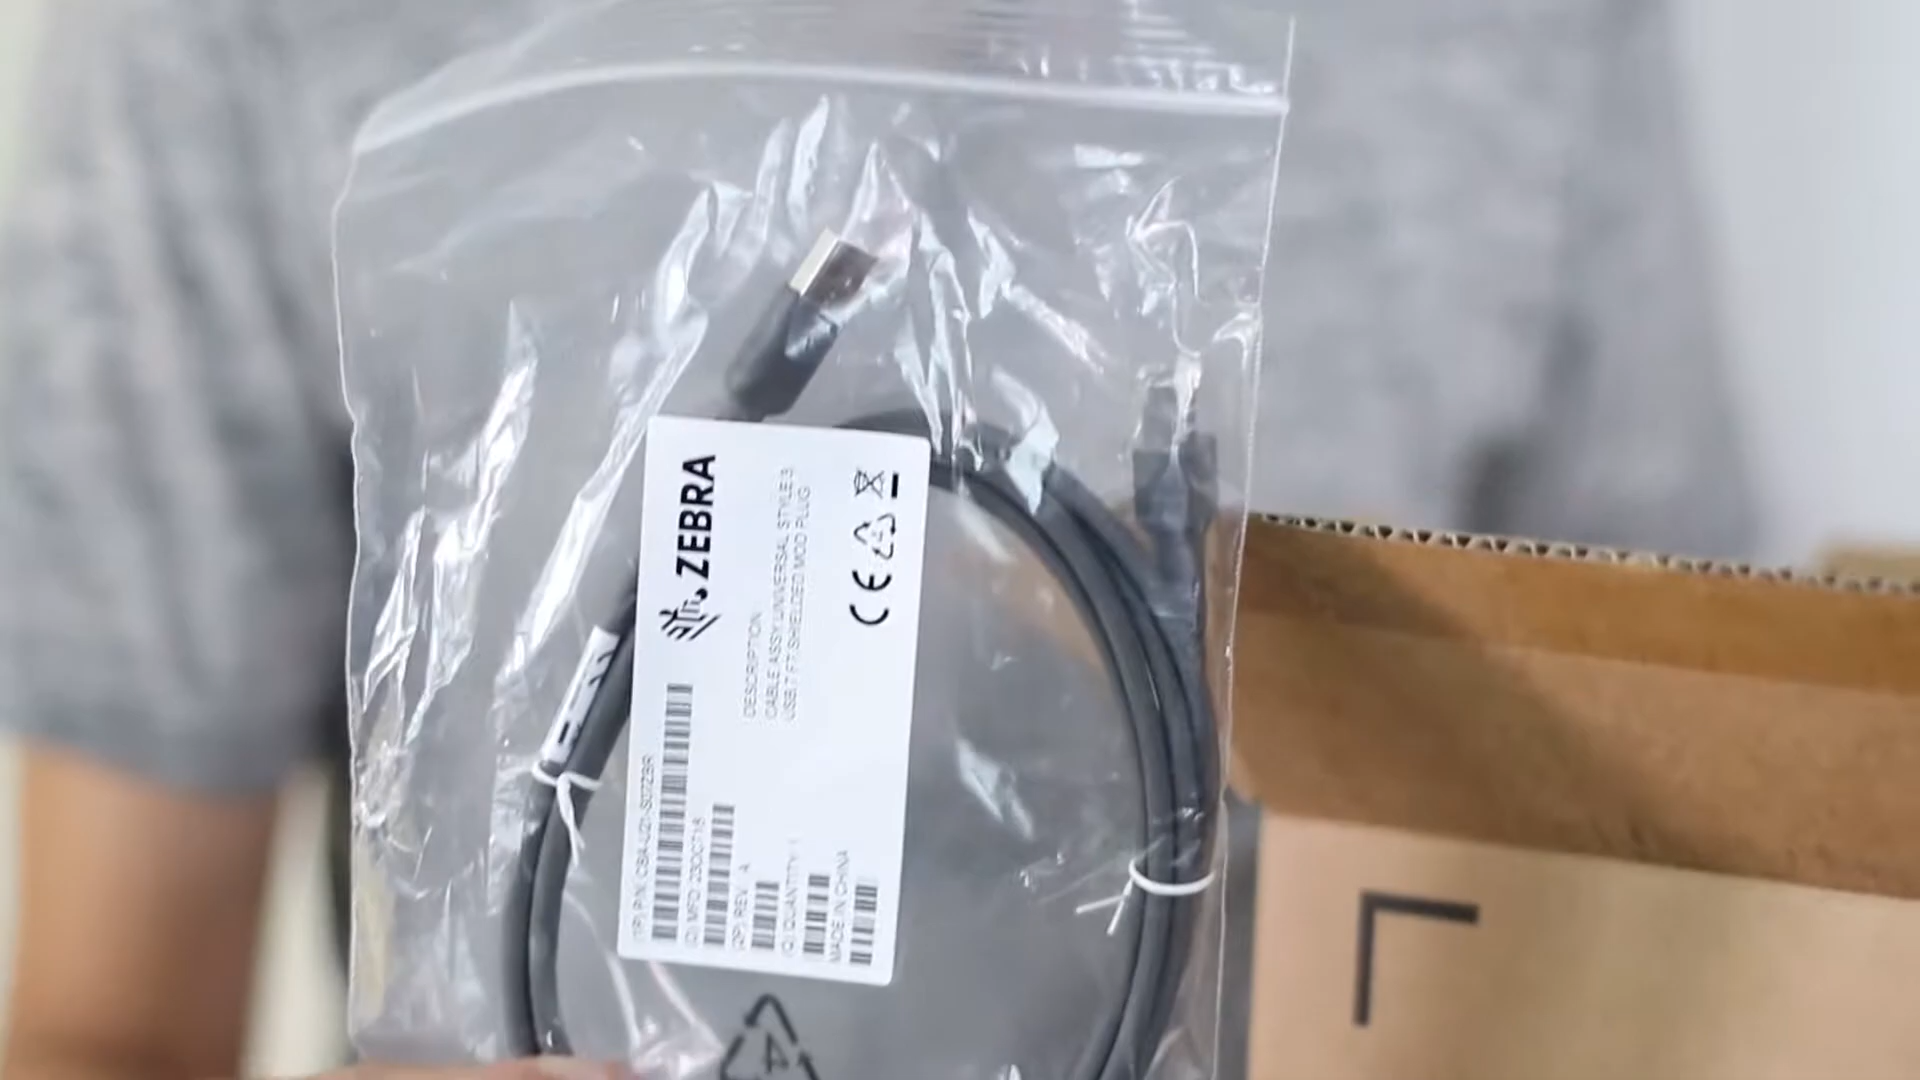 ZEBRA
DESCRIPTION:
CABLE ASSY,UNIVERSAL STYLE B
USB:7 FT,SHIELDED MOD PLUG
(1P) P/N: CBA-U21-S07ZBR
(D) MFD: 23OCT18
(2P) REV: A
(Q) QUANTITY: 1
MADE IN CHINA
CE
4